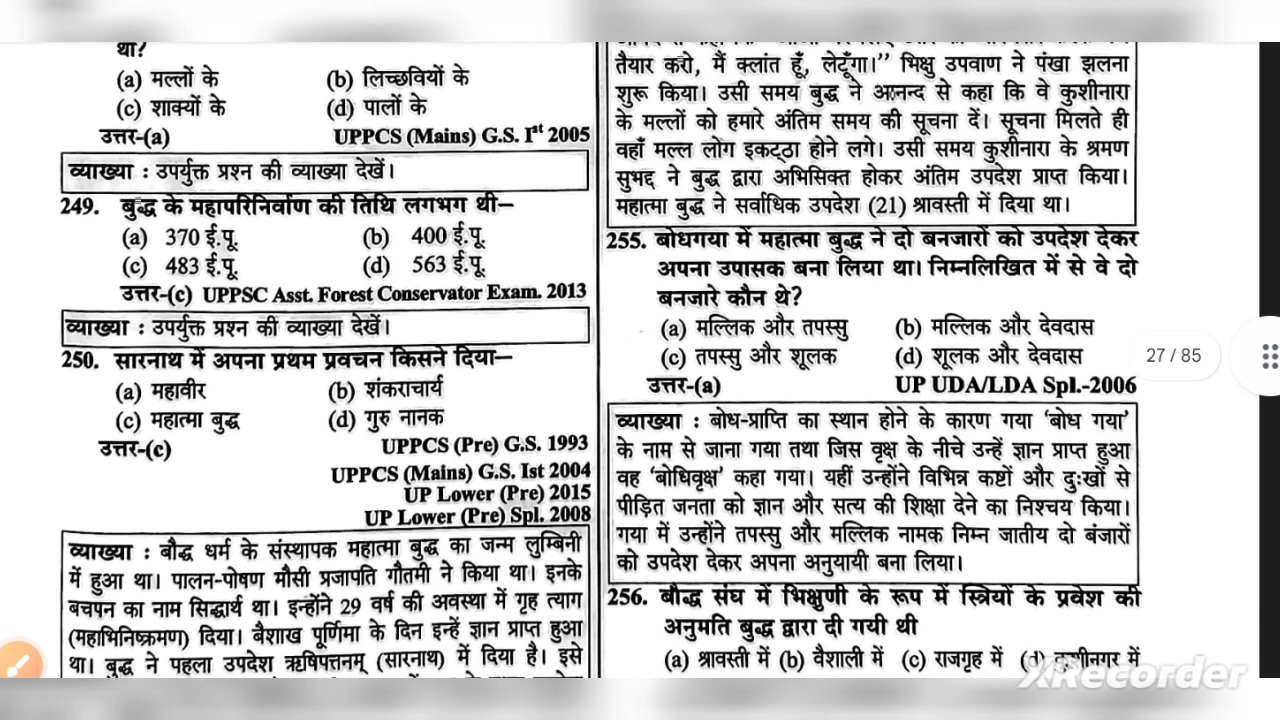 था?
(a) मल्लों के (b) लिच्छवियों के
(c) शाक्यों के (d) पालों के
उत्तर-(a) UPPCS (Mains) G.S. Ist 2005
व्याख्या : उपर्युक्त प्रश्न की व्याख्या देखें।
249. बुद्ध के महापरिनिर्वाण की तिथि लगभग थी–
(a) 370 ई.पू. (b) 400 ई.पू.
(c) 483 ई.पू. (d) 563 ई.पू.
उत्तर-(c) UPPSC Asst. Forest Conservator Exam. 2013
व्याख्या : उपर्युक्त प्रश्न की व्याख्या देखें।
250. सारनाथ में अपना प्रथम प्रवचन किसने दिया–
(a) महावीर (b) शंकराचार्य
(c) महात्मा बुद्ध (d) गुरु नानक
उत्तर-(c) UPPCS (Pre) G.S. 1993
UPPCS (Mains) G.S. Ist 2004
UP Lower (Pre) 2015
UP Lower (Pre) Spl. 2008
व्याख्या : बौद्ध धर्म के संस्थापक महात्मा बुद्ध का जन्म लुम्बिनी
में हुआ था। पालन-पोषण मौसी प्रजापति गौतमी ने किया था। इनके
बचपन का नाम सिद्धार्थ था। इन्होंने 29 वर्ष की अवस्था में गृह त्याग
(महाभिनिष्क्रमण) दिया। बैशाख पूर्णिमा के दिन इन्हें ज्ञान प्राप्त हुआ
था। बुद्ध ने पहला उपदेश ऋषिपत्तनम् (सारनाथ) में दिया है। इसे
तैयार करो, मैं क्लांत हूँ, लेटूँगा।" भिक्षु उपवाण ने पंखा झलना
शुरू किया। उसी समय बुद्ध ने आनन्द से कहा कि वे कुशीनारा
के मल्लों को हमारे अंतिम समय की सूचना दें। सूचना मिलते ही
वहाँ मल्ल लोग इकट्ठा होने लगे। उसी समय कुशीनारा के श्रमण
सुभद्द ने बुद्ध द्वारा अभिसिक्त होकर अंतिम उपदेश प्राप्त किया।
महात्मा बुद्ध ने सर्वाधिक उपदेश (21) श्रावस्ती में दिया था।
255. बोधगया में महात्मा बुद्ध ने दो बनजारों को उपदेश देकर
अपना उपासक बना लिया था। निम्नलिखित में से वे दो
बनजारे कौन थे?
(a) मल्लिक और तपस्सु (b) मल्लिक और देवदास
(c) तपस्सु और शूलक (d) शूलक और देवदास
उत्तर-(a) UP UDA/LDA Spl.-2006
व्याख्या : बोध-प्राप्ति का स्थान होने के कारण गया 'बोध गया'
के नाम से जाना गया तथा जिस वृक्ष के नीचे उन्हें ज्ञान प्राप्त हुआ
वह 'बोधिवृक्ष' कहा गया। यहीं उन्होंने विभिन्न कष्टों और दुःखों से
पीड़ित जनता को ज्ञान और सत्य की शिक्षा देने का निश्चय किया।
गया में उन्होंने तपस्सु और मल्लिक नामक निम्न जातीय दो बंजारों
को उपदेश देकर अपना अनुयायी बना लिया।
256. बौद्ध संघ में भिक्षुणी के रूप में स्त्रियों के प्रवेश की
अनुमति बुद्ध द्वारा दी गयी थी
(a) श्रावस्ती में (b) वैशाली में (c) राजगृह में (d) कुशीनगर में
27 / 85
XRecorder